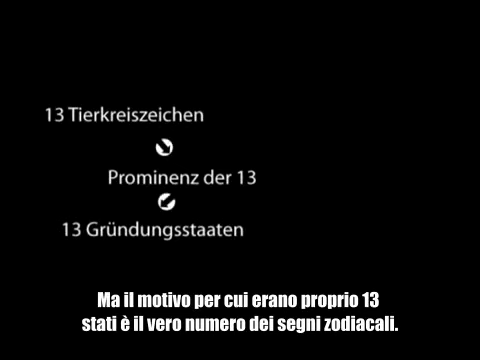 13 Tierkreiszeichen
Prominenz der 13
13 Gründungsstaaten
Ma il motivo per cui erano proprio 13
stati è il vero numero dei segni zodiacali.